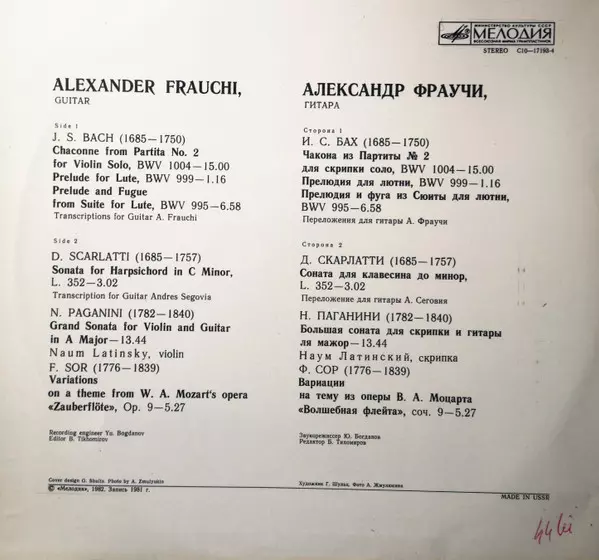 МИНИСТЕРСТВО КУЛЬТУРЫ СССР
МЕЛОДИЯ
ВСЕСОЮЗНАЯ ФИРМА ГРАМПЛАСТИНОК
STEREO С10—17193-4
ALEXANDER FRAUCHI,
GUITAR
Side 1
J. S. BACH (1685—1750)
Chaconne from Partita No. 2
for Violin Solo, BWV 1004—15.00
Prelude for Lute, BWV 999—1.16
Prelude and Fugue
from Suite for Lute, BWV 995—6.58
Transcriptions for Guitar A. Frauchi
Side 2
D. SCARLATTI (1685—1757)
Sonata for Harpsichord in C Minor,
L. 352—3.02
Transcription for Guitar Andres Segovia
N. PAGANINI (1782—1840)
Grand Sonata for Violin and Guitar
in A Major—13.44
Naum Latinsky, violin
F. SOR (1776—1839)
Variations
on a theme from W. A. Mozart's opera
«Zauberflöte», Op. 9—5.27
Recording engineer Yu. Bogdanov
Editor B. Tikhomirov
Cover design G. Shults. Photo by A. Zmulyukin
© «Мелодия», 1982. Запись 1981 г.
АЛЕКСАНДР ФРАУЧИ,
ГИТАРА
Сторона 1
И. С. БАХ (1685—1750)
Чакона из Партиты № 2
для скрипки соло, BWV 1004—15.00
Прелюдия для лютни, BWV 999—1.16
Прелюдия и фуга из Сюиты для лютни,
BWV 995—6.58
Переложения для гитары А. Фраучи
Сторона 2
Д. СКАРЛАТТИ (1685—1757)
Соната для клавесина до минор,
L. 352—3.02
Переложение для гитары А. Сеговия
Н. ПАГАНИНИ (1782—1840)
Большая соната для скрипки и гитары
ля мажор—13.44
Наум Латинский, скрипка
Ф. СОР (1776—1839)
Вариации
на тему из оперы В. А. Моцарта
«Волшебная флейта», соч. 9—5.27
Звукорежиссер Ю. Богданов
Редактор Б. Тихомиров
Художник Г. Шульц. Фото А. Жмулюкина
MADE IN USSR